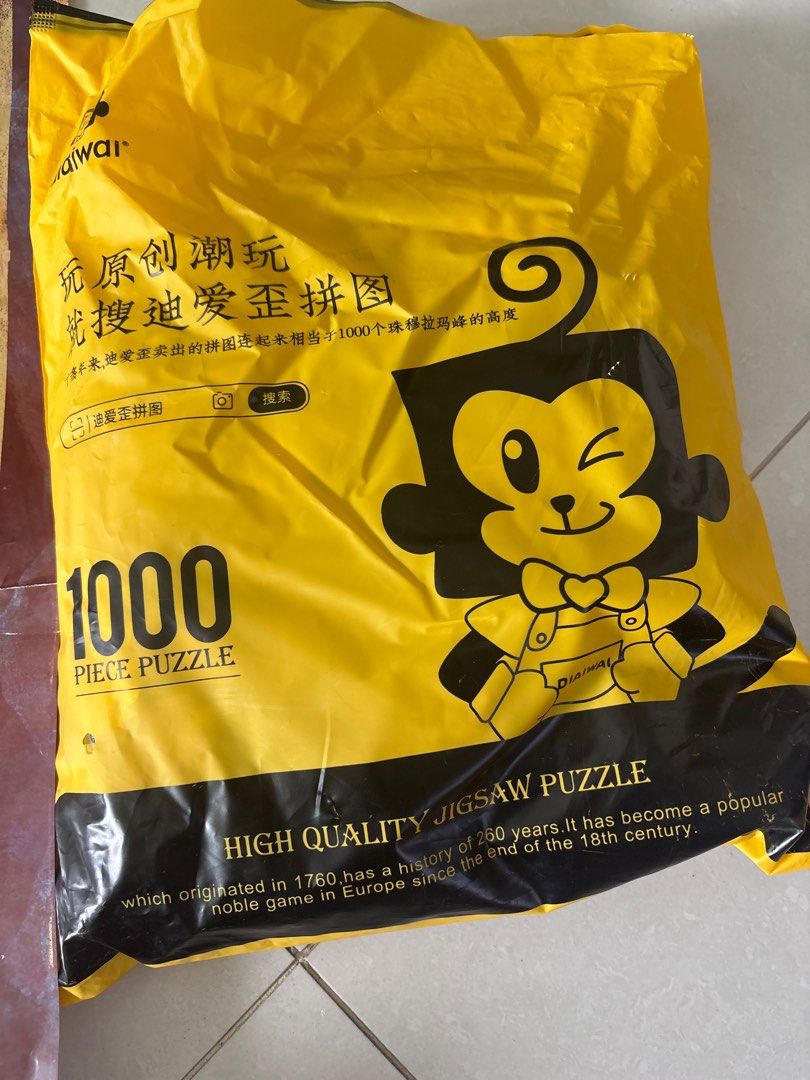 Diaiwai®
玩原创潮玩
就搜迪爱歪拼图
十多年来,迪爱歪卖出的拼图连起来相当于1000个珠穆拉玛峰的高度
迪爱歪拼图 搜索
1000
PIECE PUZZLE
DIAIWAI
HIGH QUALITY JIGSAW PUZZLE
which originated in 1760,has a history of 260 years.It has become a popular
noble game in Europe since the end of the 18th century.